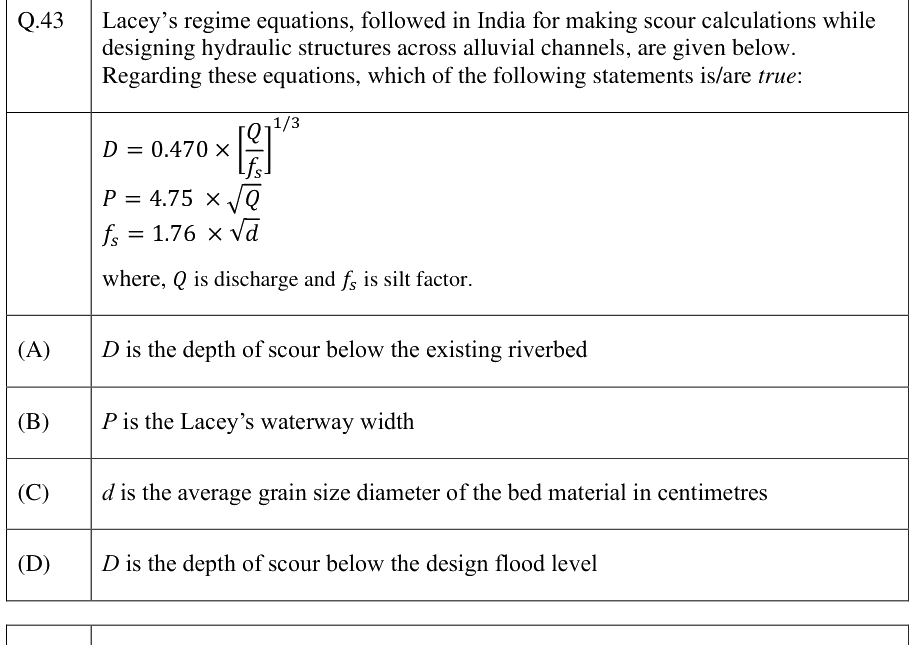 Q.43 Lacey’s regime equations, followed in India for making scour calculations while
designing hydraulic structures across alluvial channels, are given below.
Regarding these equations, which of the following statements is/are true:
D = 0.470 × [Q/fₛ]^1/3
P = 4.75 × √Q
fₛ = 1.76 × √d
where, Q is discharge and fₛ is silt factor.
(A) D is the depth of scour below the existing riverbed
(B) P is the Lacey’s waterway width
(C) d is the average grain size diameter of the bed material in centimetres
(D) D is the depth of scour below the design flood level